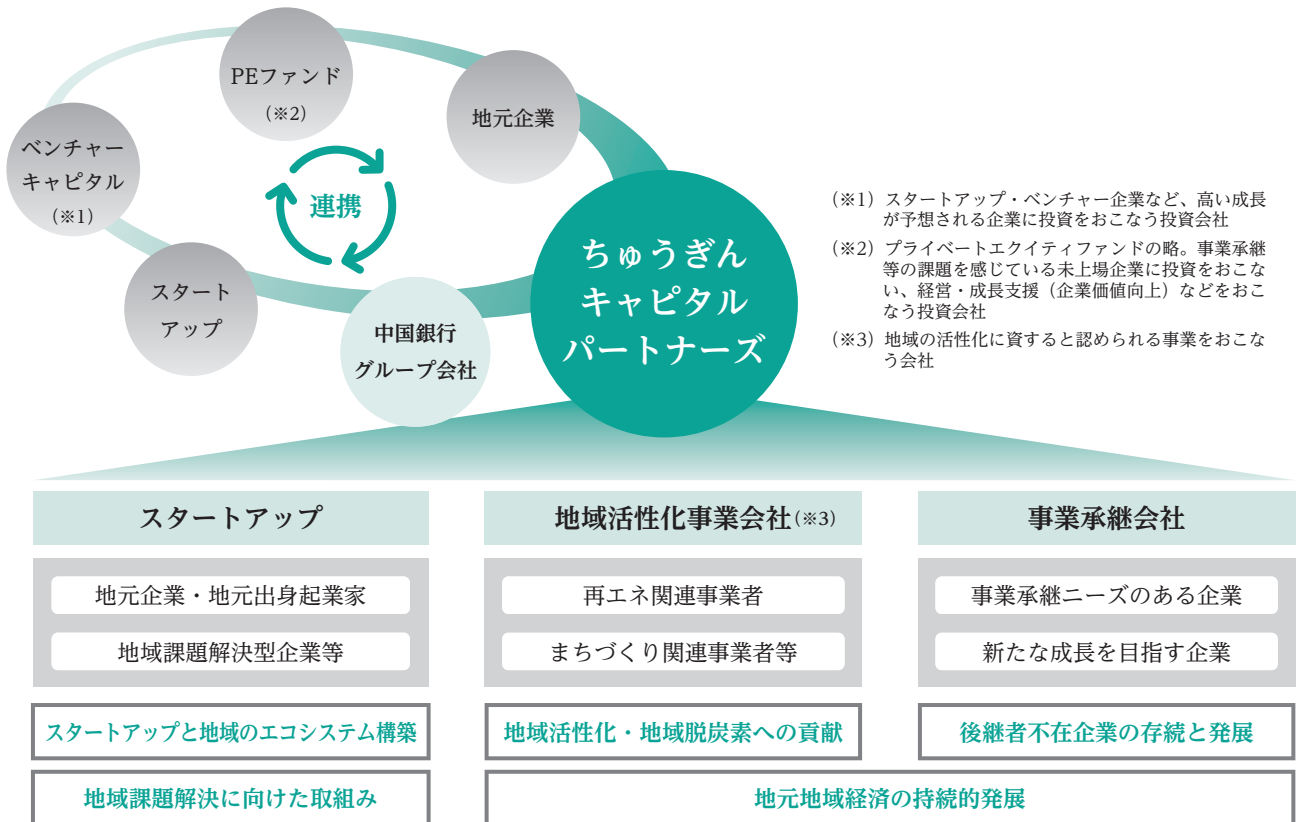 PEファンド
(※2)
地元企業
ベンチャー
キャピタル
(※1)
連携
スタート
アップ
中国銀行
グループ会社
ちゅうぎん
キャピタル
パートナーズ
(※1) スタートアップ・ベンチャー企業など、高い成長
が予想される企業に投資をおこなう投資会社
(※2) プライベートエクイティファンドの略。事業承継
等の課題を感じている未上場企業に投資をおこな
い、経営・成長支援（企業価値向上）などをおこ
なう投資会社
(※3) 地域の活性化に資すると認められる事業をおこな
う会社
スタートアップ
地元企業・地元出身起業家
地域課題解決型企業等
スタートアップと地域のエコシステム構築
地域課題解決に向けた取組み
地域活性化事業会社(※3)
再エネ関連事業者
まちづくり関連事業者等
地域活性化・地域脱炭素への貢献
事業承継会社
事業承継ニーズのある企業
新たな成長を目指す企業
後継者不在企業の存続と発展
地元地域経済の持続的発展